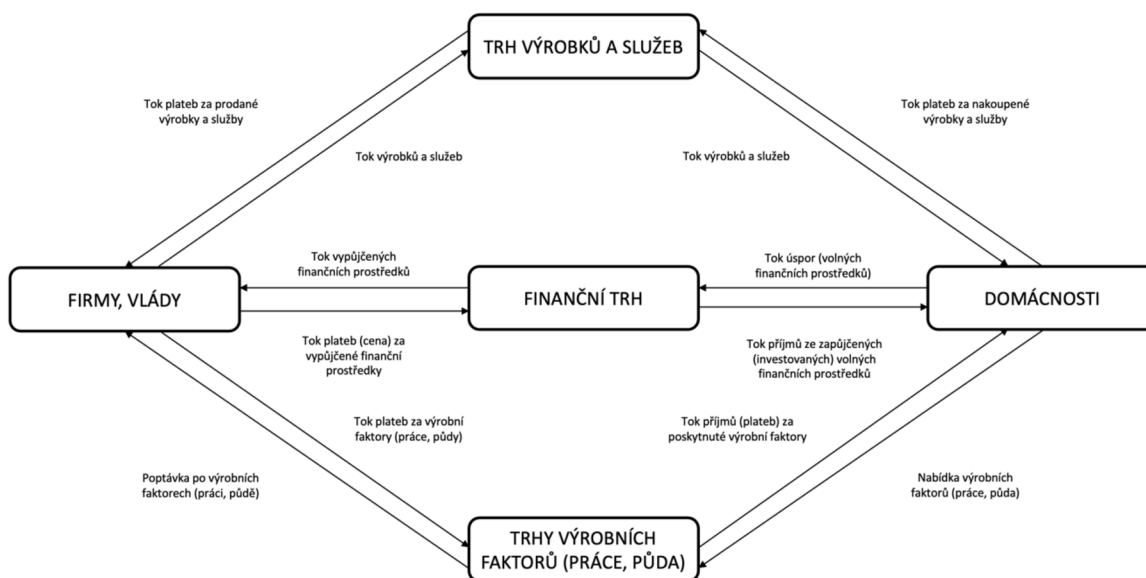 TRH VÝROBKŮ A SLUŽEB
Tok plateb za prodané
výrobky a služby
Tok plateb za nakoupené
výrobky a služby
Tok výrobků a služeb
Tok výrobků a služeb
Tok vypůjčených
finančních prostředků
Tok úspor (volných
finančních prostředků)
FIRMY, VLÁDY
FINANČNÍ TRH
DOMÁCNOSTI
Tok plateb (cena) za
vypůjčené finanční
prostředky
Tok příjmů ze zapůjčených
(investovaných) volných
finančních prostředků
Tok plateb za výrobní
faktory (práce, půdy)
Tok příjmů (plateb) za
poskytnuté výrobní faktory
Poptávka po výrobních
faktorech (práci, půdě)
Nabídka výrobních
faktorů (práce, půda)
TRHY VÝROBNÍCH
FAKTORŮ (PRÁCE, PŮDA)